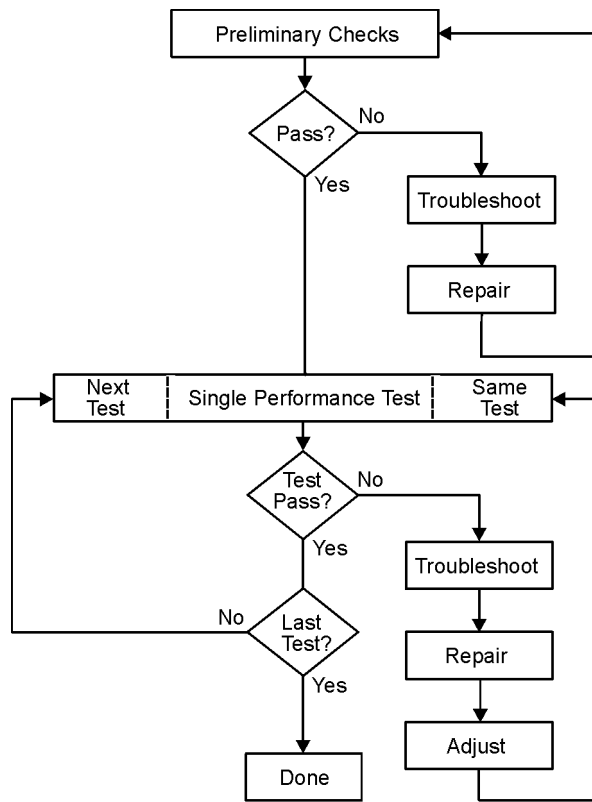 Preliminary Checks
No
Pass?
Yes
Troubleshoot
Repair
Next
Test
Single Performance Test
Same
Test
No
Test
Pass?
Yes
Troubleshoot
No
Last
Test?
Repair
Yes
Adjust
Done